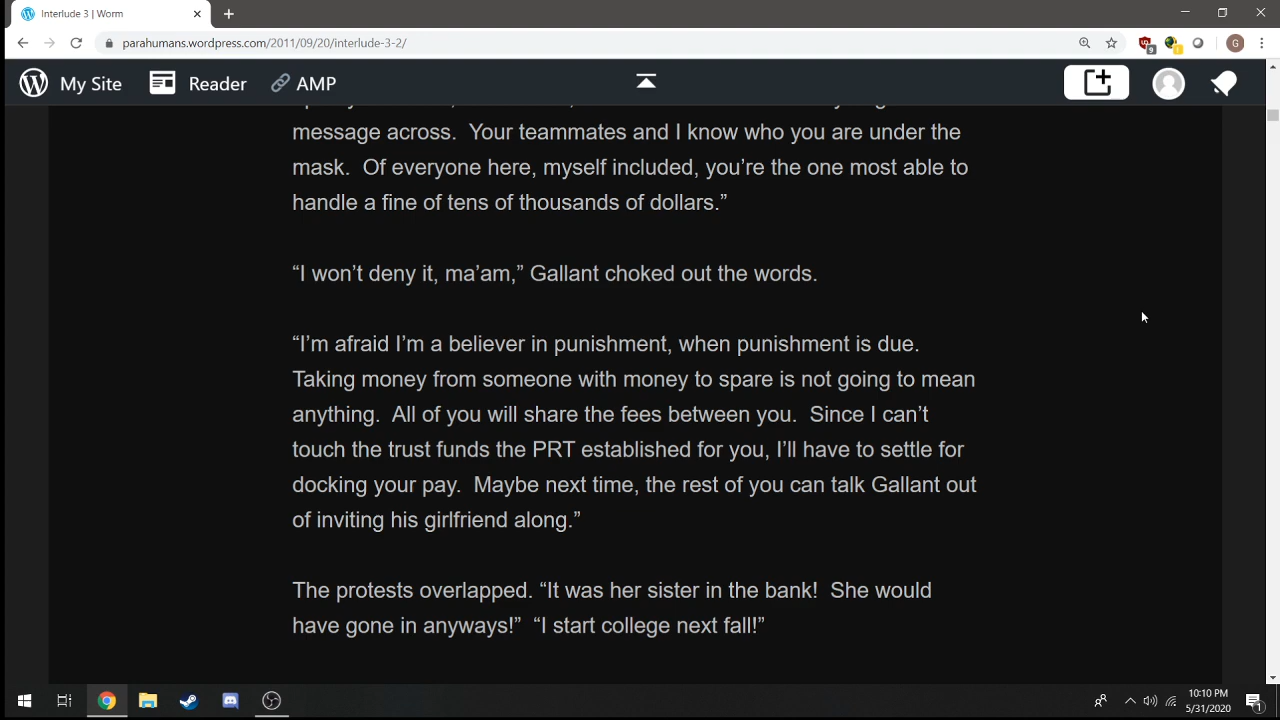 Interlude 3 | Worm
parahumans.wordpress.com/2011/09/20/interlude-3-2/
9
G
My Site
Reader
AMP
message across.  Your teammates and I know who you are under the
mask.  Of everyone here, myself included, you’re the one most able to
handle a fine of tens of thousands of dollars.”
“I won’t deny it, ma’am,” Gallant choked out the words.
“I’m afraid I’m a believer in punishment, when punishment is due.
Taking money from someone with money to spare is not going to mean
anything.  All of you will share the fees between you.  Since I can’t
touch the trust funds the PRT established for you, I’ll have to settle for
docking your pay.  Maybe next time, the rest of you can talk Gallant out
of inviting his girlfriend along.”
The protests overlapped. “It was her sister in the bank!  She would
have gone in anyways!”  “I start college next fall!”
10:10 PM
5/31/2020
1